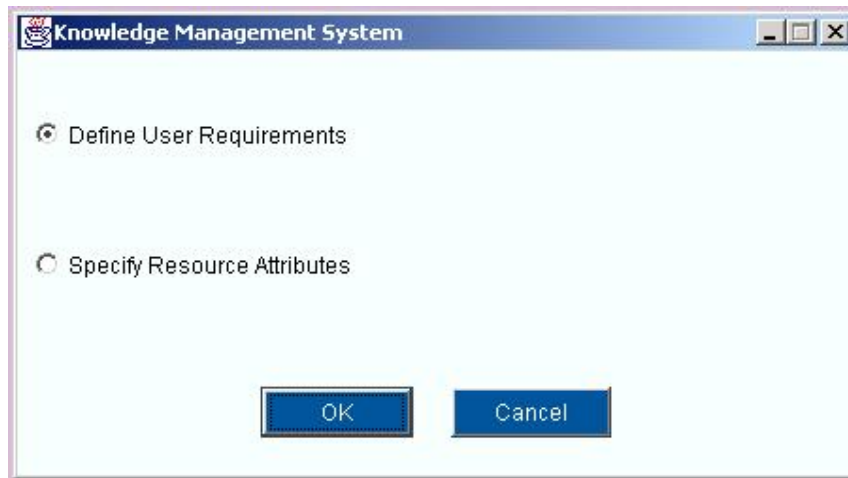 Knowledge Management System
Define User Requirements
Specify Resource Attributes
OK Cancel